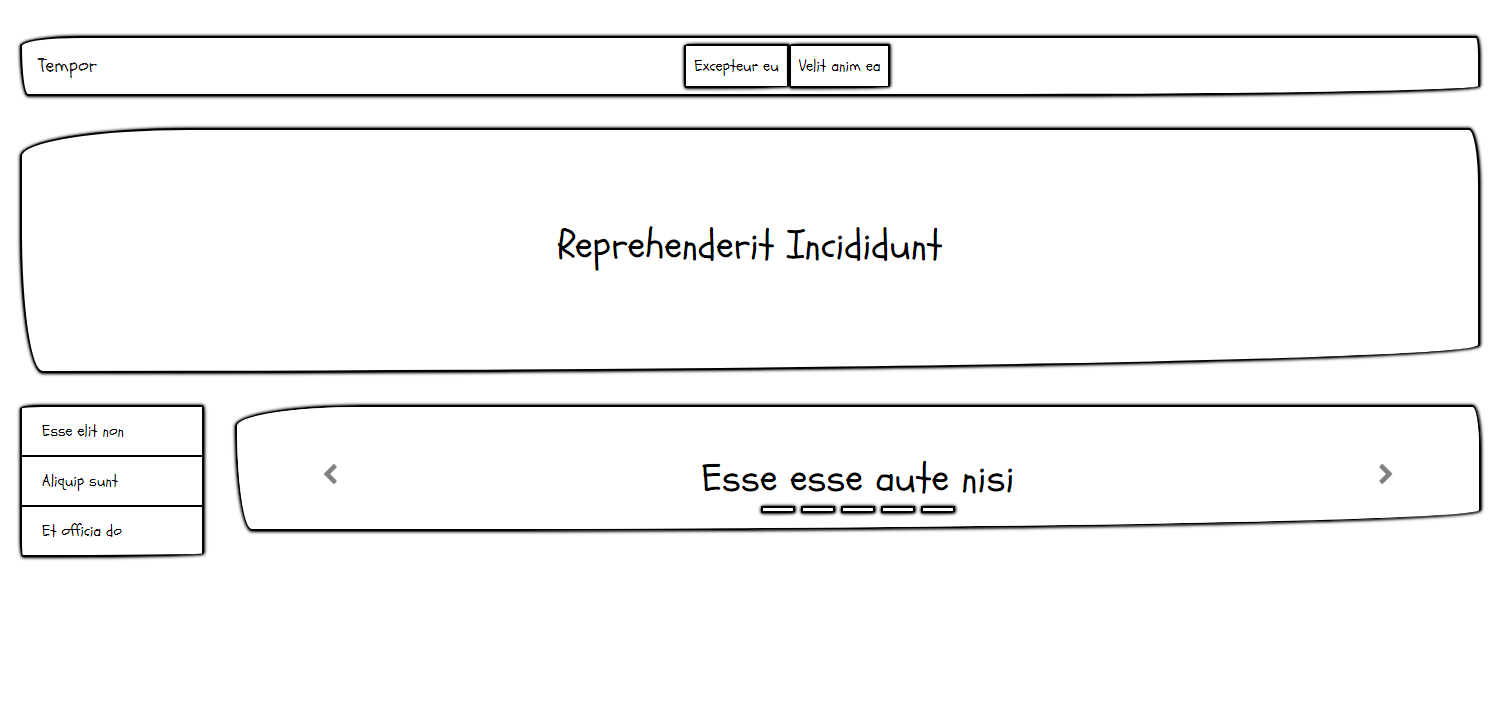 Tempor
Excepteur eu
Velit anim ea
Reprehenderit Incididunt
Esse elit non
Aliquip sunt
Et officia do
Esse esse aute nisi